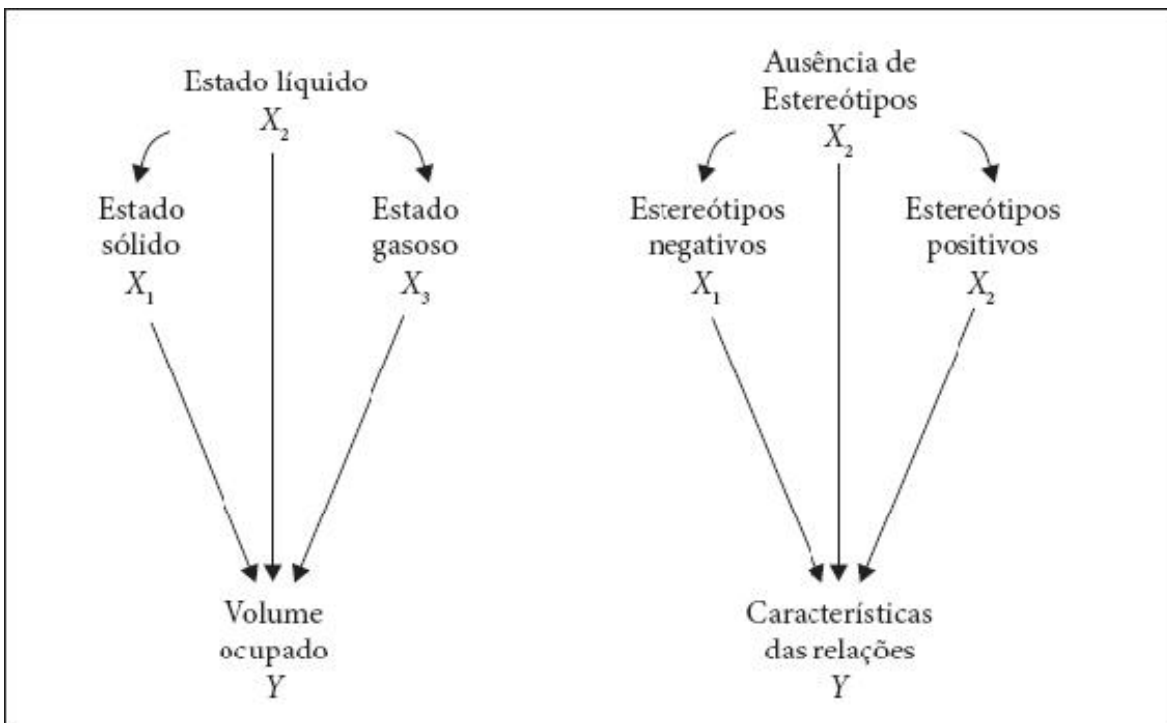 Estado líquido
X₂
Estado
sólido
X₁
Estado
gasoso
X₃
Volume
ocupado
Y
Ausência de
Estereótipos
X₂
Estereótipos
negativos
X₁
Estereótipos
positivos
X₂
Características
das relações
Y